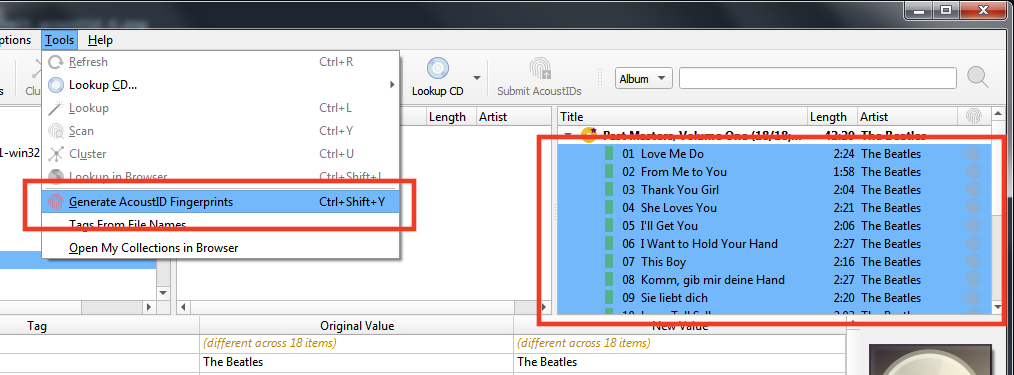 ptions Tools Help
Refresh Ctrl+R
Lookup CD...
Lookup Ctrl+L
Scan Ctrl+Y
Cluster Ctrl+U
Lookup in Browser Ctrl+Shift+L
Generate AcoustID Fingerprints Ctrl+Shift+Y
Tags From File Names
Open My Collections in Browser
s Clu Lookup CD Submit AcoustIDs Album
Length Artist
1-win32
Title Length Artist
Past Masters, Volume One (18/18; 42:30 The Beatles
01 Love Me Do 2:24 The Beatles
02 From Me to You 1:58 The Beatles
03 Thank You Girl 2:04 The Beatles
04 She Loves You 2:21 The Beatles
05 I'll Get You 2:06 The Beatles
06 I Want to Hold Your Hand 2:27 The Beatles
07 This Boy 2:16 The Beatles
08 Komm, gib mir deine Hand 2:27 The Beatles
09 Sie liebt dich 2:20 The Beatles
The Beatles
Tag Original Value New Value
(different across 18 items) (different across 18 items)
The Beatles The Beatles